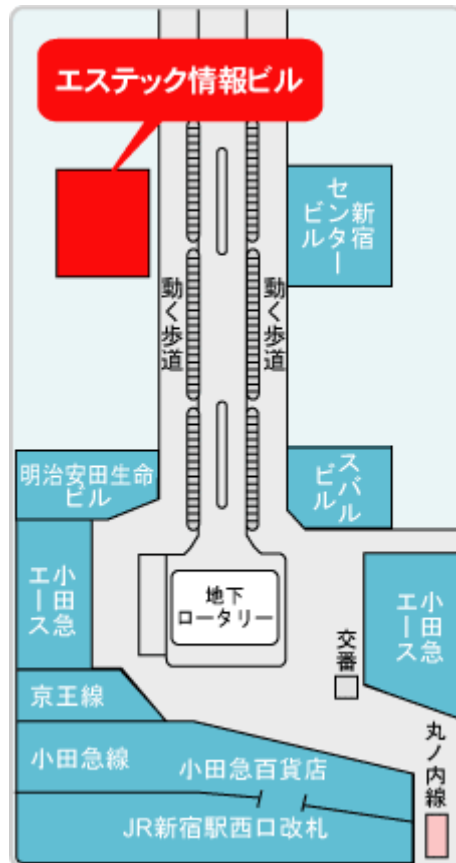 エステック情報ビル
新宿
センター
ビル
動く歩道
動く歩道
明治安田生命
ビル
スバル
ビル
小田急
エース
地下
ロータリー
小田急
エース
交番
京王線
丸ノ内線
小田急線
小田急百貨店
JR新宿駅西口改札